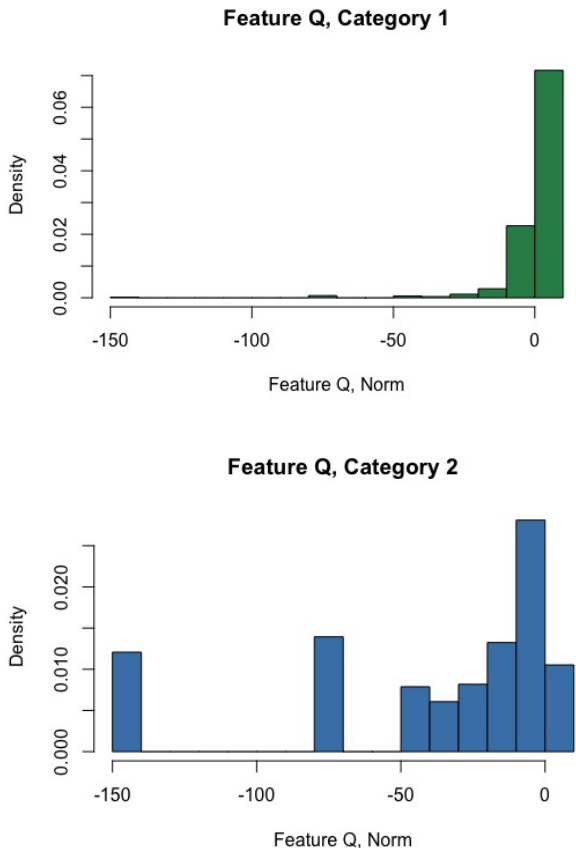 Feature Q, Category 1
Density
0.00 0.02 0.04 0.06
-150 -100 -50 0
Feature Q, Norm
Feature Q, Category 2
Density
0.000 0.010 0.020
-150 -100 -50 0
Feature Q, Norm